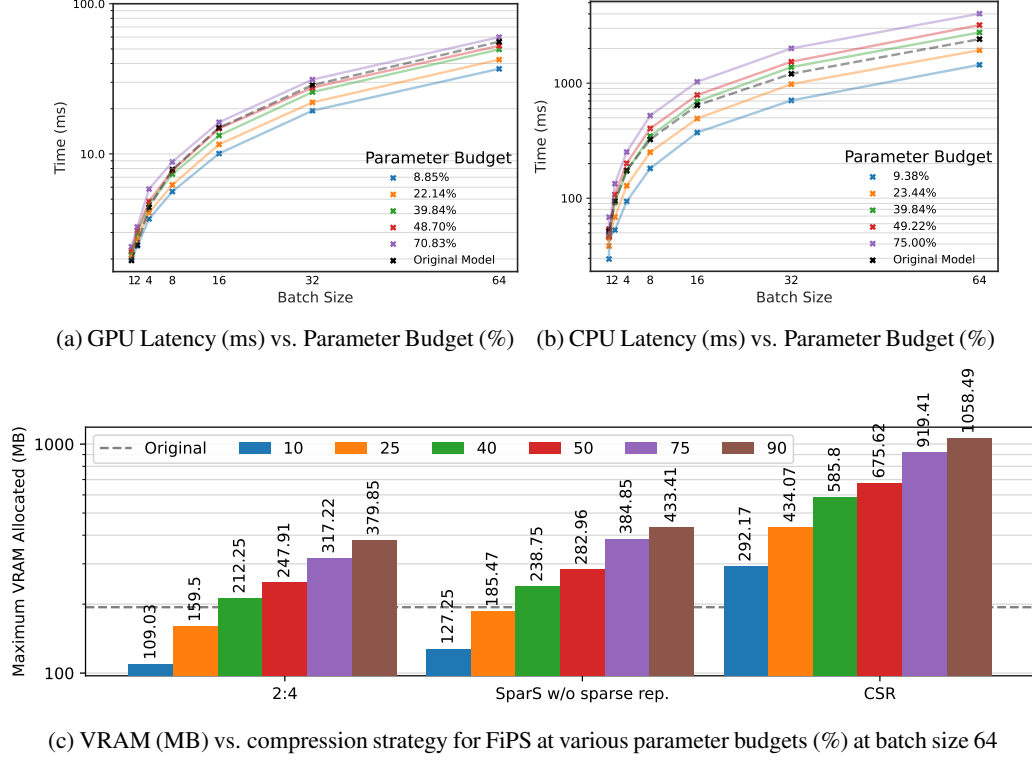 100.0
10.0
Time (ms)
Parameter Budget
8.85%
22.14%
39.84%
48.70%
70.83%
Original Model
1 2 4 8 16 32 64
Batch Size
1000
100
Time (ms)
Parameter Budget
9.38%
23.44%
39.84%
49.22%
75.00%
Original Model
1 2 4 8 16 32 64
Batch Size
(a) GPU Latency (ms) vs. Parameter Budget (%)
(b) CPU Latency (ms) vs. Parameter Budget (%)
Maximum VRAM Allocated (MB)
1000
100
Original 10 25 40 50 75 90
109.03 159.5 212.25 247.91 317.22 379.85
127.25 185.47 238.75 282.96 384.85 433.41
292.17 434.07 585.8 675.62 919.41 1058.49
2:4 SparS w/o sparse rep. CSR
(c) VRAM (MB) vs. compression strategy for FiPS at various parameter budgets (%) at batch size 64